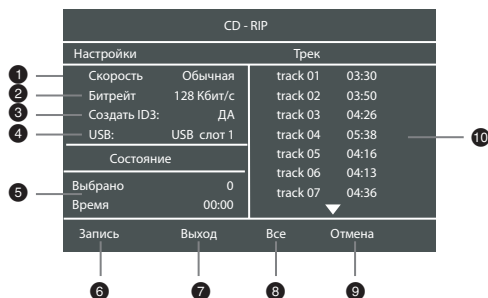 CD - RIP
Настройки
Трек
1 Скорость Обычная
2 Битрейт 128 Кбит/с
3 Создать ID3: ДА
4 USB: USB слот 1
Состояние
5
Выбрано 0
Время 00:00
track 01 03:30
track 02 03:50
track 03 04:26
track 04 05:38
track 05 04:16
track 06 04:13
track 07 04:36
10
Запись Выход Все Отмена
6 7 8 9